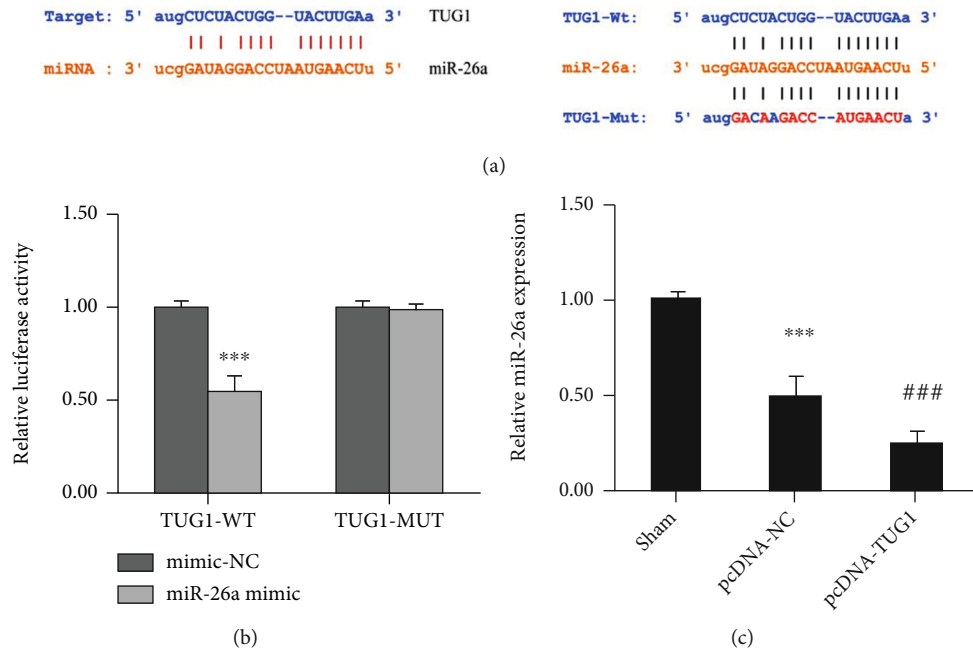 Target: 5' augCUCUACUGG--UACUUGAa 3' TUG1
miRNA : 3' ucgGAUAGGACCUAAUGAACUu 5' miR-26a
TUG1-Wt: 5' augCUCUACUGG--UACUUGAa 3'
miR-26a: 3' ucgGAUAGGACCUAAUGAACUu 5'
TUG1-Mut: 5' augGACAAGACC--AUGAACUa 3'
(a)
Relative luciferase activity
1.50
1.00
0.50
0.00
***
TUG1-WT TUG1-MUT
mimic-NC
miR-26a mimic
(b)
Relative miR-26a expression
1.50
1.00
0.50
0.00
***
###
Sham
pcDNA-NC
pcDNA-TUG1
(c)